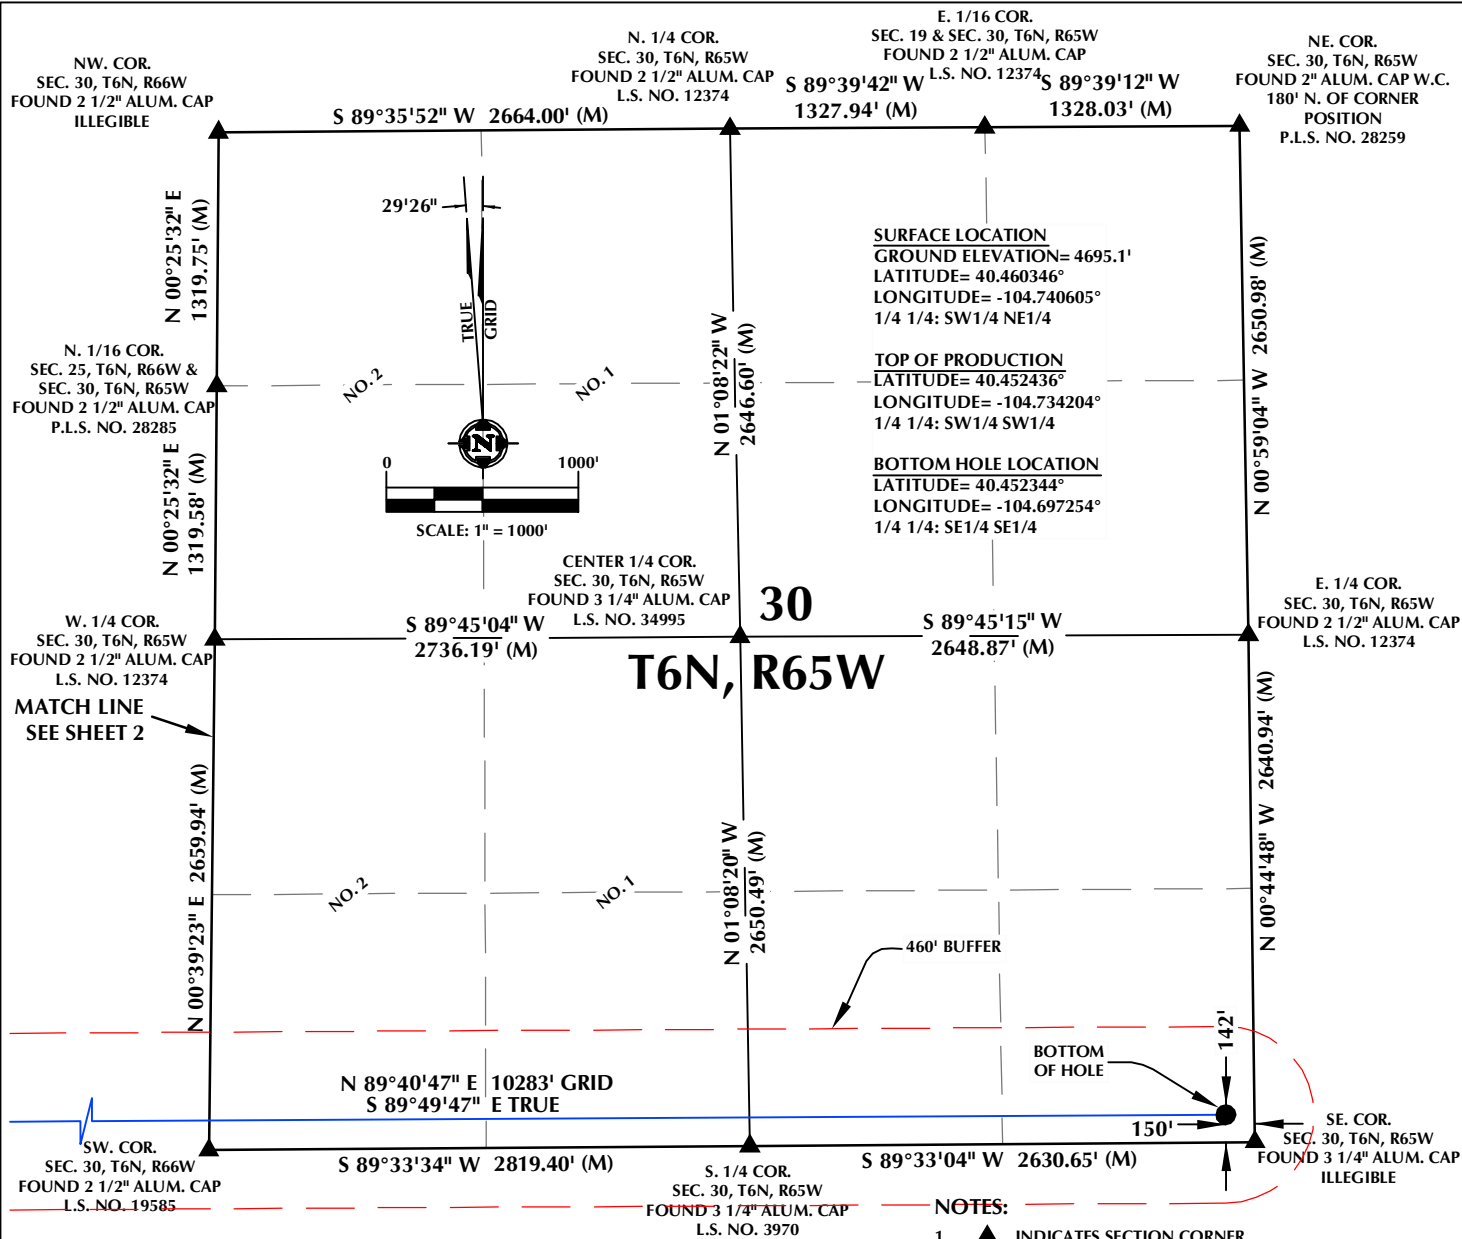 NW. COR.
SEC. 30, T6N, R66W
FOUND 2 1/2" ALUM. CAP
ILLEGIBLE
N. 1/4 COR.
SEC. 30, T6N, R65W
FOUND 2 1/2" ALUM. CAP
L.S. NO. 12374
E. 1/16 COR.
SEC. 19 & SEC. 30, T6N, R65W
FOUND 2 1/2" ALUM. CAP
L.S. NO. 12374
NE. COR.
SEC. 30, T6N, R65W
FOUND 2" ALUM. CAP W.C.
180' N. OF CORNER
POSITION
P.L.S. NO. 28259
S 89°35'52" W 2664.00' (M)
S 89°39'42" W
1327.94' (M)
S 89°39'12" W
1328.03' (M)
N 00°25'32" E
1319.75' (M)
29'26"
TRUE
GRID
N
0 1000'
SCALE: 1" = 1000'
SURFACE LOCATION
GROUND ELEVATION= 4695.1'
LATITUDE= 40.460346°
LONGITUDE= -104.740605°
1/4 1/4: SW1/4 NE1/4
TOP OF PRODUCTION
LATITUDE= 40.452436°
LONGITUDE= -104.734204°
1/4 1/4: SW1/4 SW1/4
BOTTOM HOLE LOCATION
LATITUDE= 40.452344°
LONGITUDE= -104.697254°
1/4 1/4: SE1/4 SE1/4
N 00°59'04" W 2650.98' (M)
N. 1/16 COR.
SEC. 25, T6N, R66W &
SEC. 30, T6N, R65W
FOUND 2 1/2" ALUM. CAP
P.L.S. NO. 28285
NO. 2
NO. 1
N 01°08'22" W
2646.60' (M)
N 00°25'32" E
1319.58' (M)
CENTER 1/4 COR.
SEC. 30, T6N, R65W
FOUND 3 1/4" ALUM. CAP
L.S. NO. 34995
30
T6N, R65W
W. 1/4 COR.
SEC. 30, T6N, R65W
FOUND 2 1/2" ALUM. CAP
L.S. NO. 12374
S 89°45'04" W
2736.19' (M)
S 89°45'15" W
2648.87' (M)
E. 1/4 COR.
SEC. 30, T6N, R65W
FOUND 2 1/2" ALUM. CAP
L.S. NO. 12374
MATCH LINE
SEE SHEET 2
N 00°39'23" E 2659.94' (M)
NO. 2
NO. 1
N 01°08'20" W
2650.49' (M)
N 00°44'48" W 2640.94' (M)
460' BUFFER
142'
BOTTOM
OF HOLE
150'
N 89°40'47" E 10283' GRID
S 89°49'47" E TRUE
SW. COR.
SEC. 30, T6N, R66W
FOUND 2 1/2" ALUM. CAP
L.S. NO. 19585
S 89°33'34" W 2819.40' (M)
S. 1/4 COR.
SEC. 30, T6N, R65W
FOUND 3 1/4" ALUM. CAP
L.S. NO. 3970
S 89°33'04" W 2630.65' (M)
SE. COR.
SEC. 30, T6N, R65W
FOUND 3 1/4" ALUM. CAP
ILLEGIBLE
NOTES:
1. INDICATES SECTION CORNER